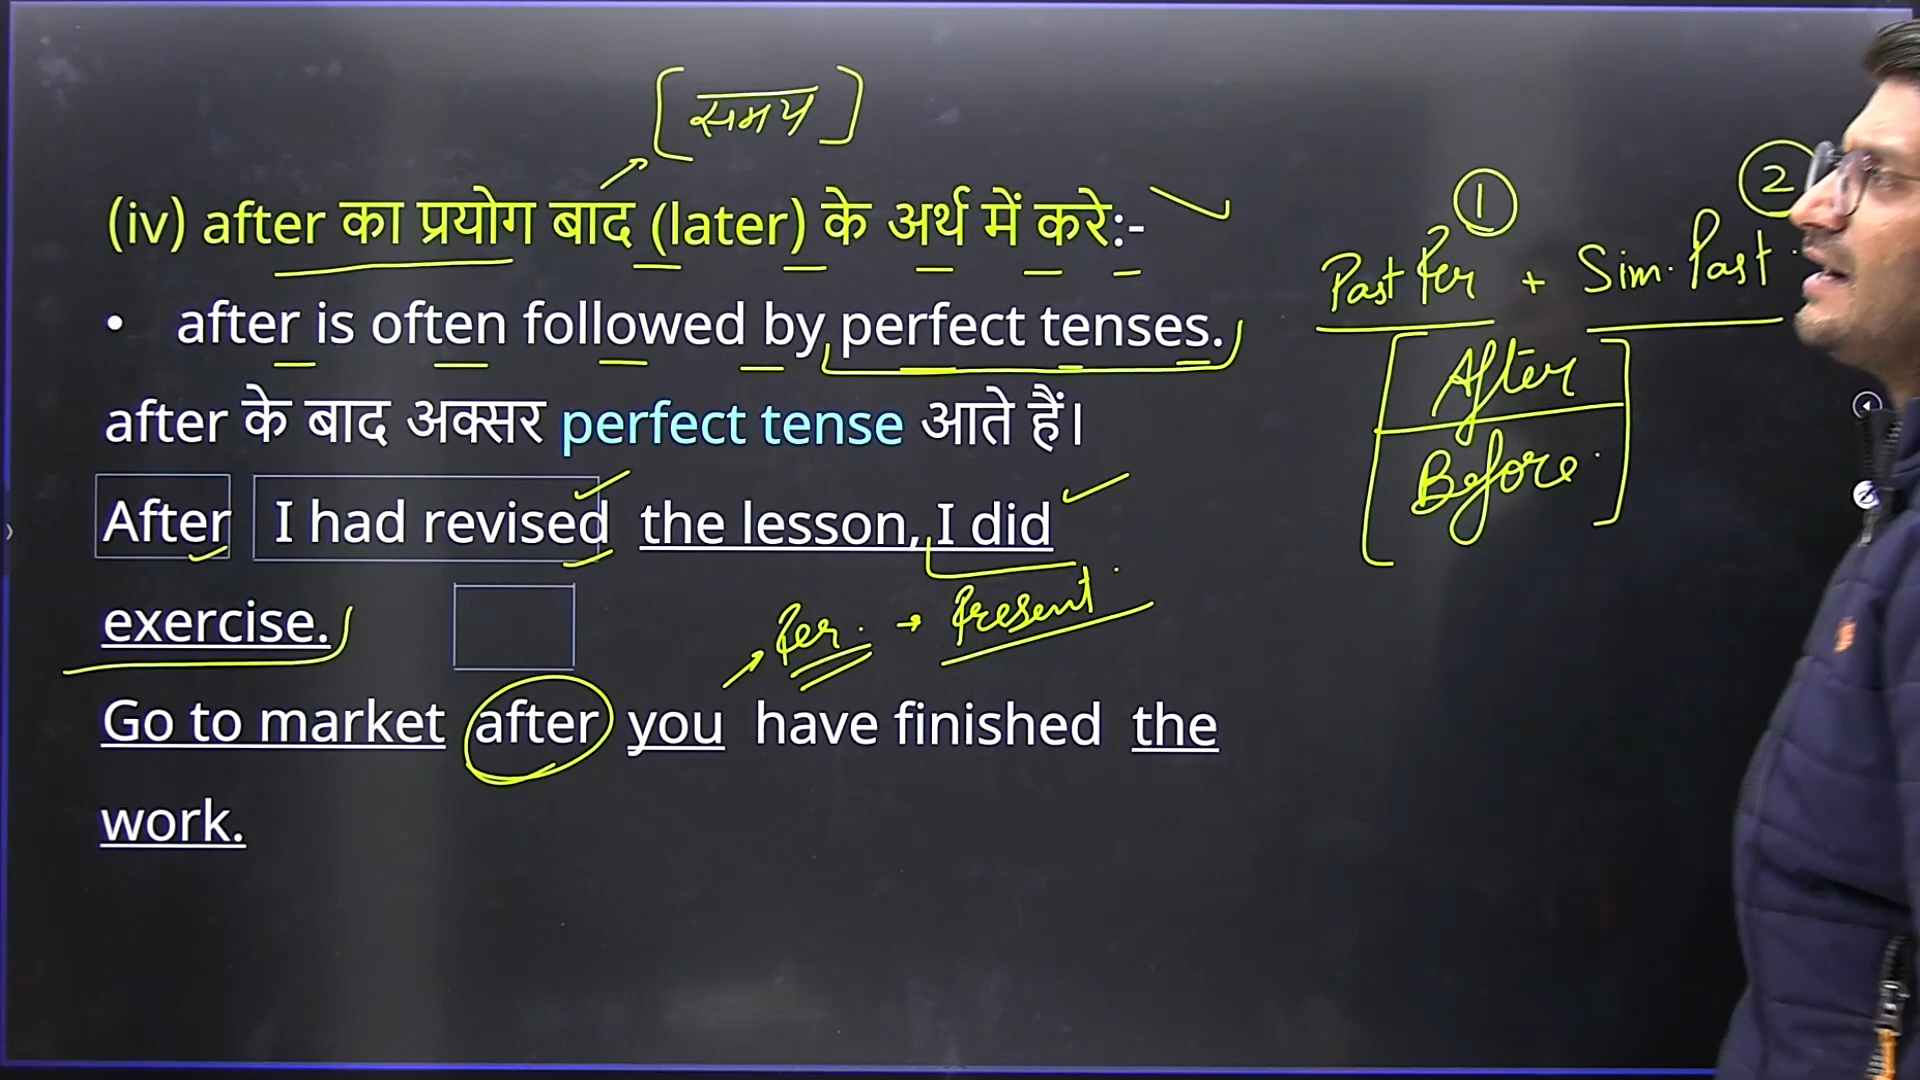 [समय]
(iv) after का प्रयोग बाद (later) के अर्थ में करे:-
• after is often followed by perfect tenses.
after के बाद अक्सर perfect tense आते हैं।
After I had revised the lesson, I did
exercise.
Per. → Present
Go to market after you have finished the
work.
① ②
Past Per + Sim. Past
After
Before